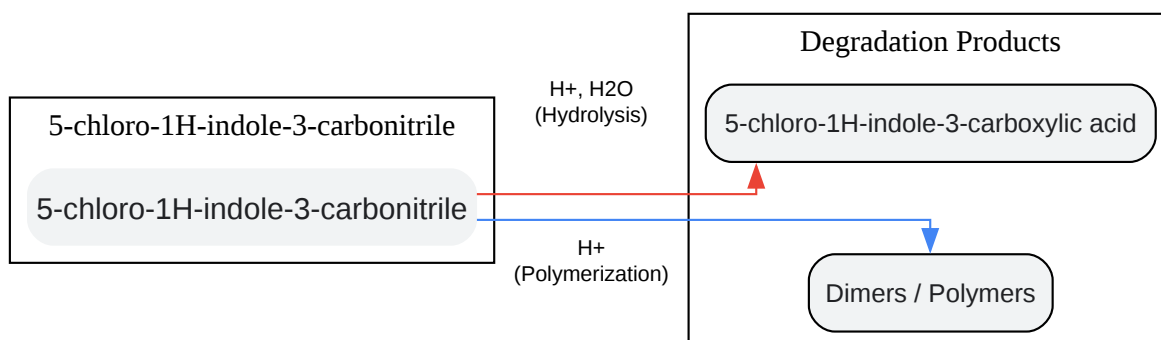 Degradation Products
H+, H2O
(Hydrolysis)
5-chloro-1H-indole-3-carbonitrile
5-chloro-1H-indole-3-carboxylic acid
5-chloro-1H-indole-3-carbonitrile
H+
(Polymerization)
Dimers / Polymers